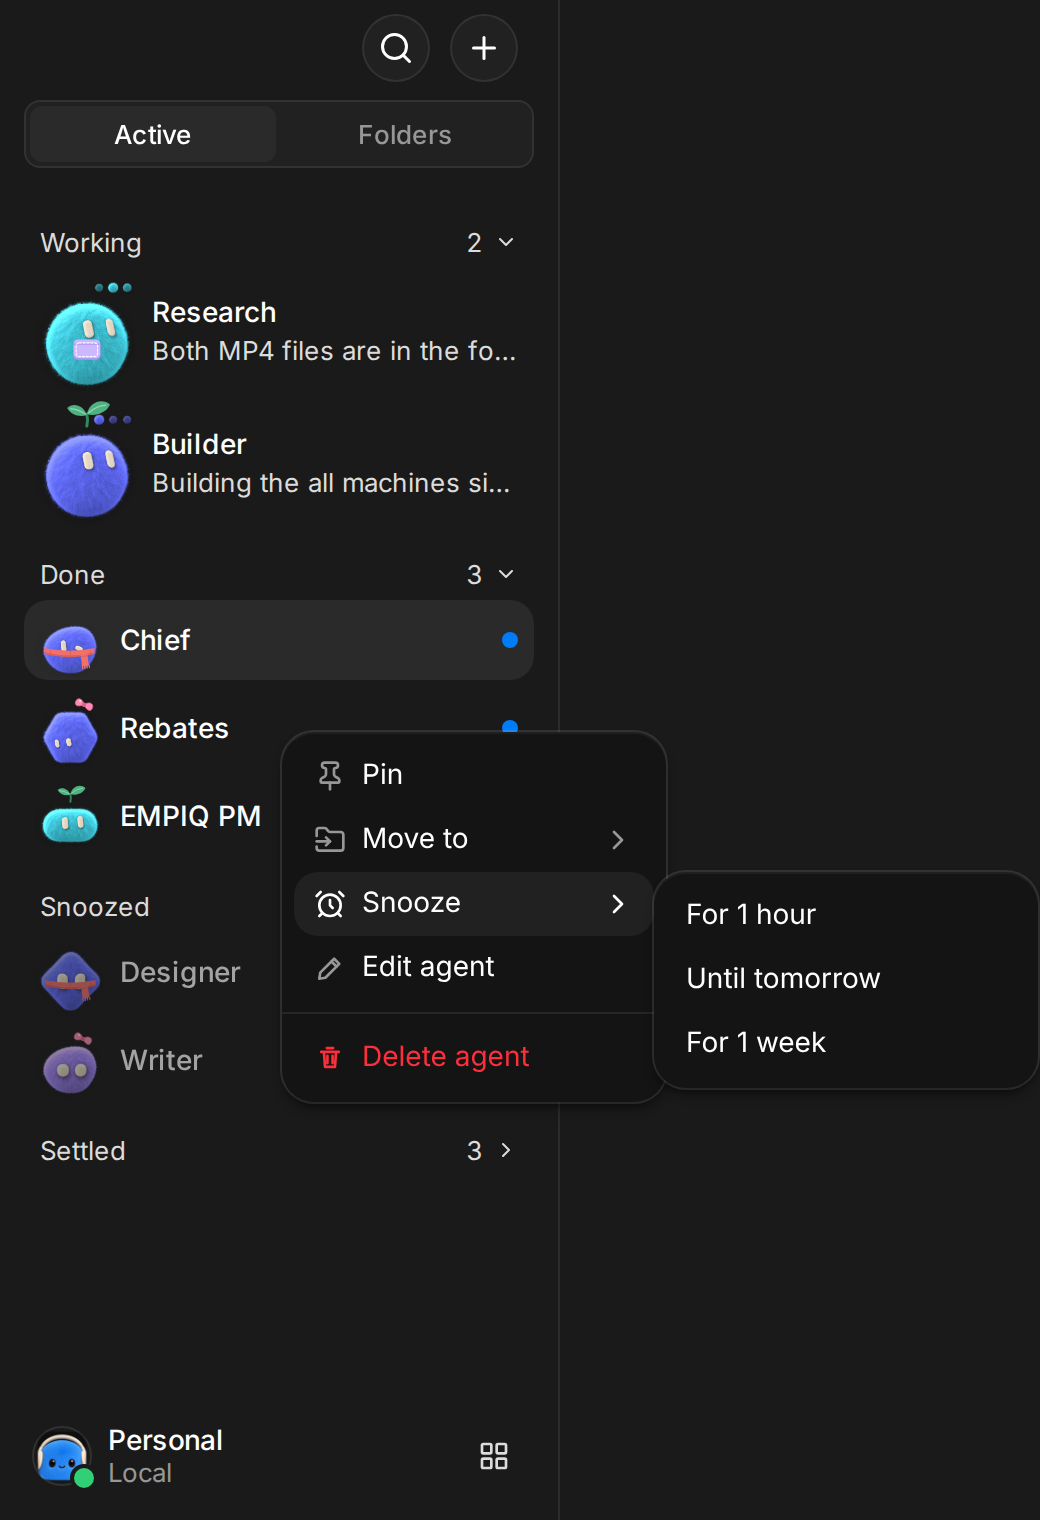 Active
Folders
Working
2
Research
Both MP4 files are in the fo...
Builder
Building the all machines si...
Done
3
Chief
Rebates
EMPIQ PM
Pin
Move to
Snooze
Edit agent
Delete agent
For 1 hour
Until tomorrow
For 1 week
Snoozed
Designer
Writer
Settled
3
Personal
Local